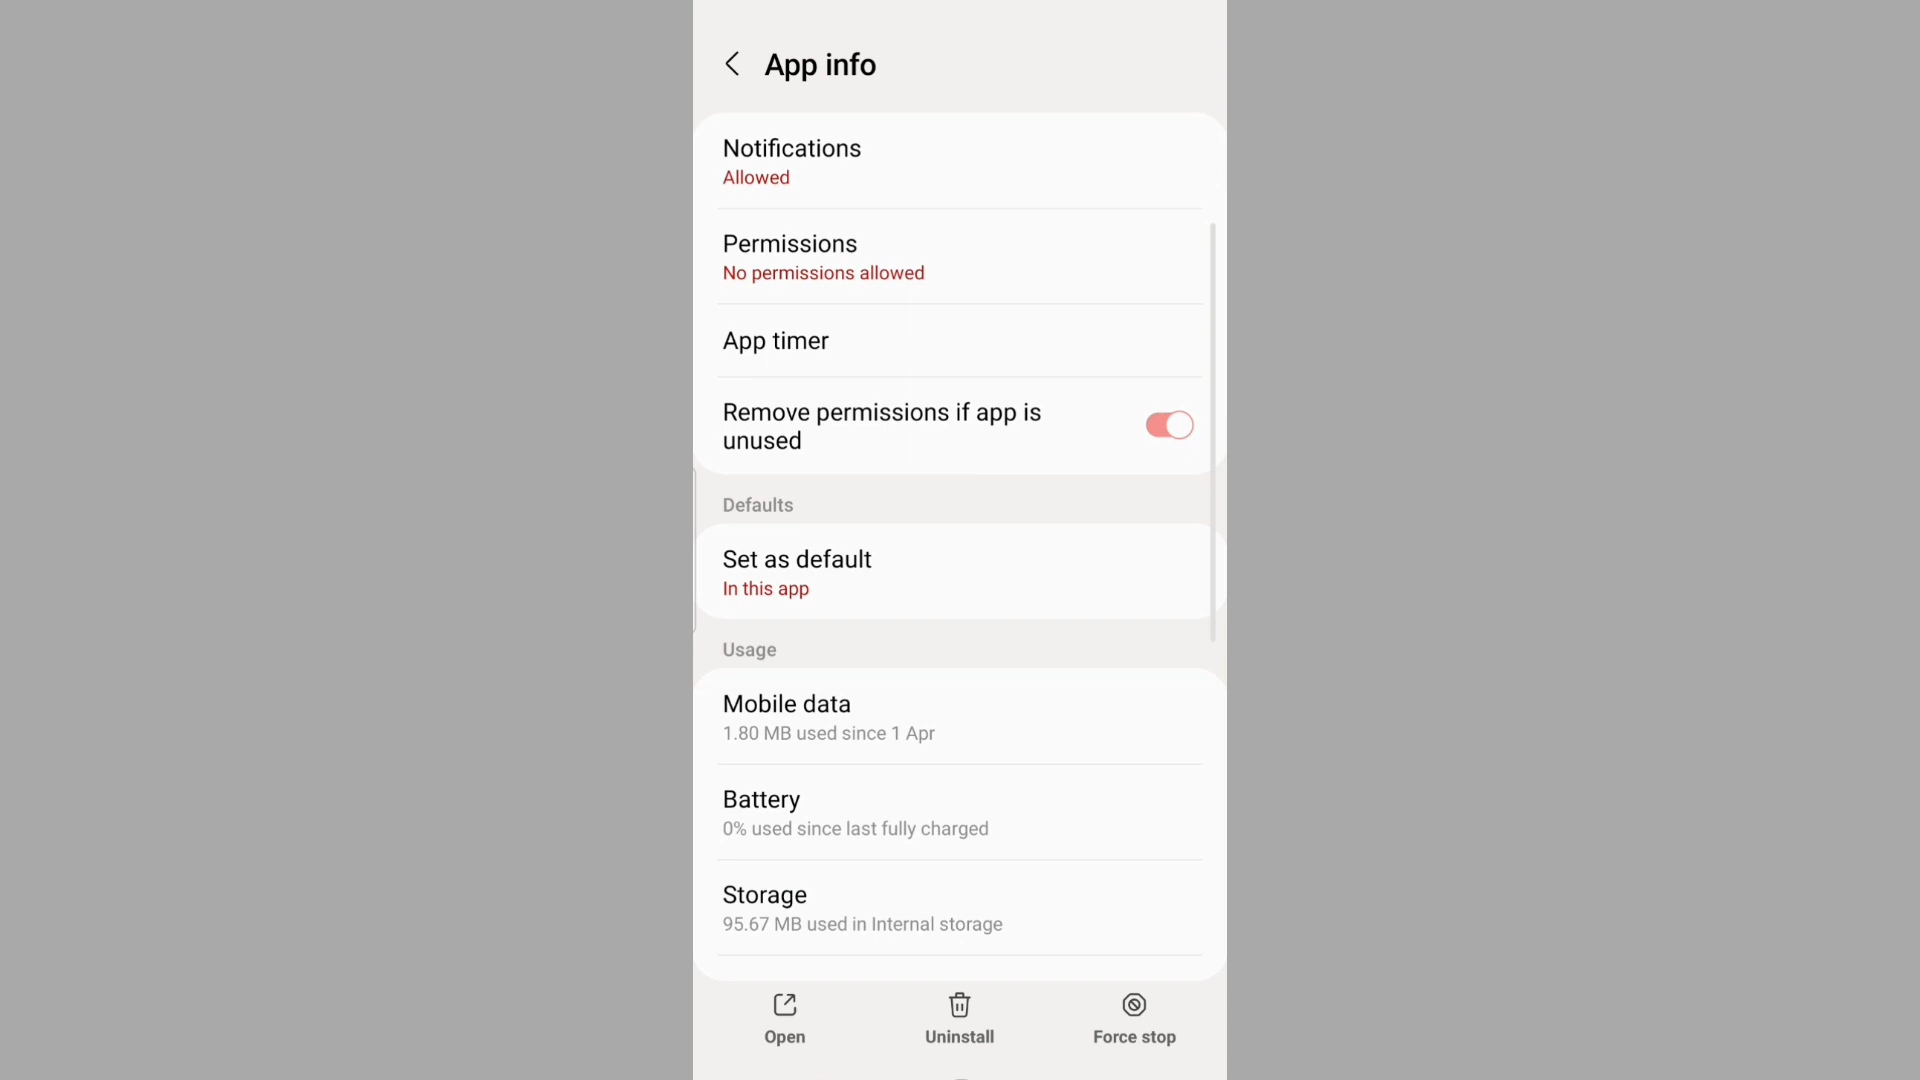 App info
Notifications
Allowed
Permissions
No permissions allowed
App timer
Remove permissions if app is
unused
Defaults
Set as default
In this app
Usage
Mobile data
1.80 MB used since 1 Apr
Battery
0% used since last fully charged
Storage
95.67 MB used in Internal storage
Open
Uninstall
Force stop